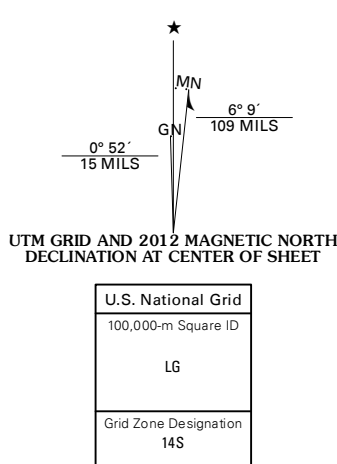 ★
MN
GN
6° 9´
109 MILS
0° 52´
15 MILS
UTM GRID AND 2012 MAGNETIC NORTH
DECLINATION AT CENTER OF SHEET
U.S. National Grid
100,000-m Square ID
LG
Grid Zone Designation
14S